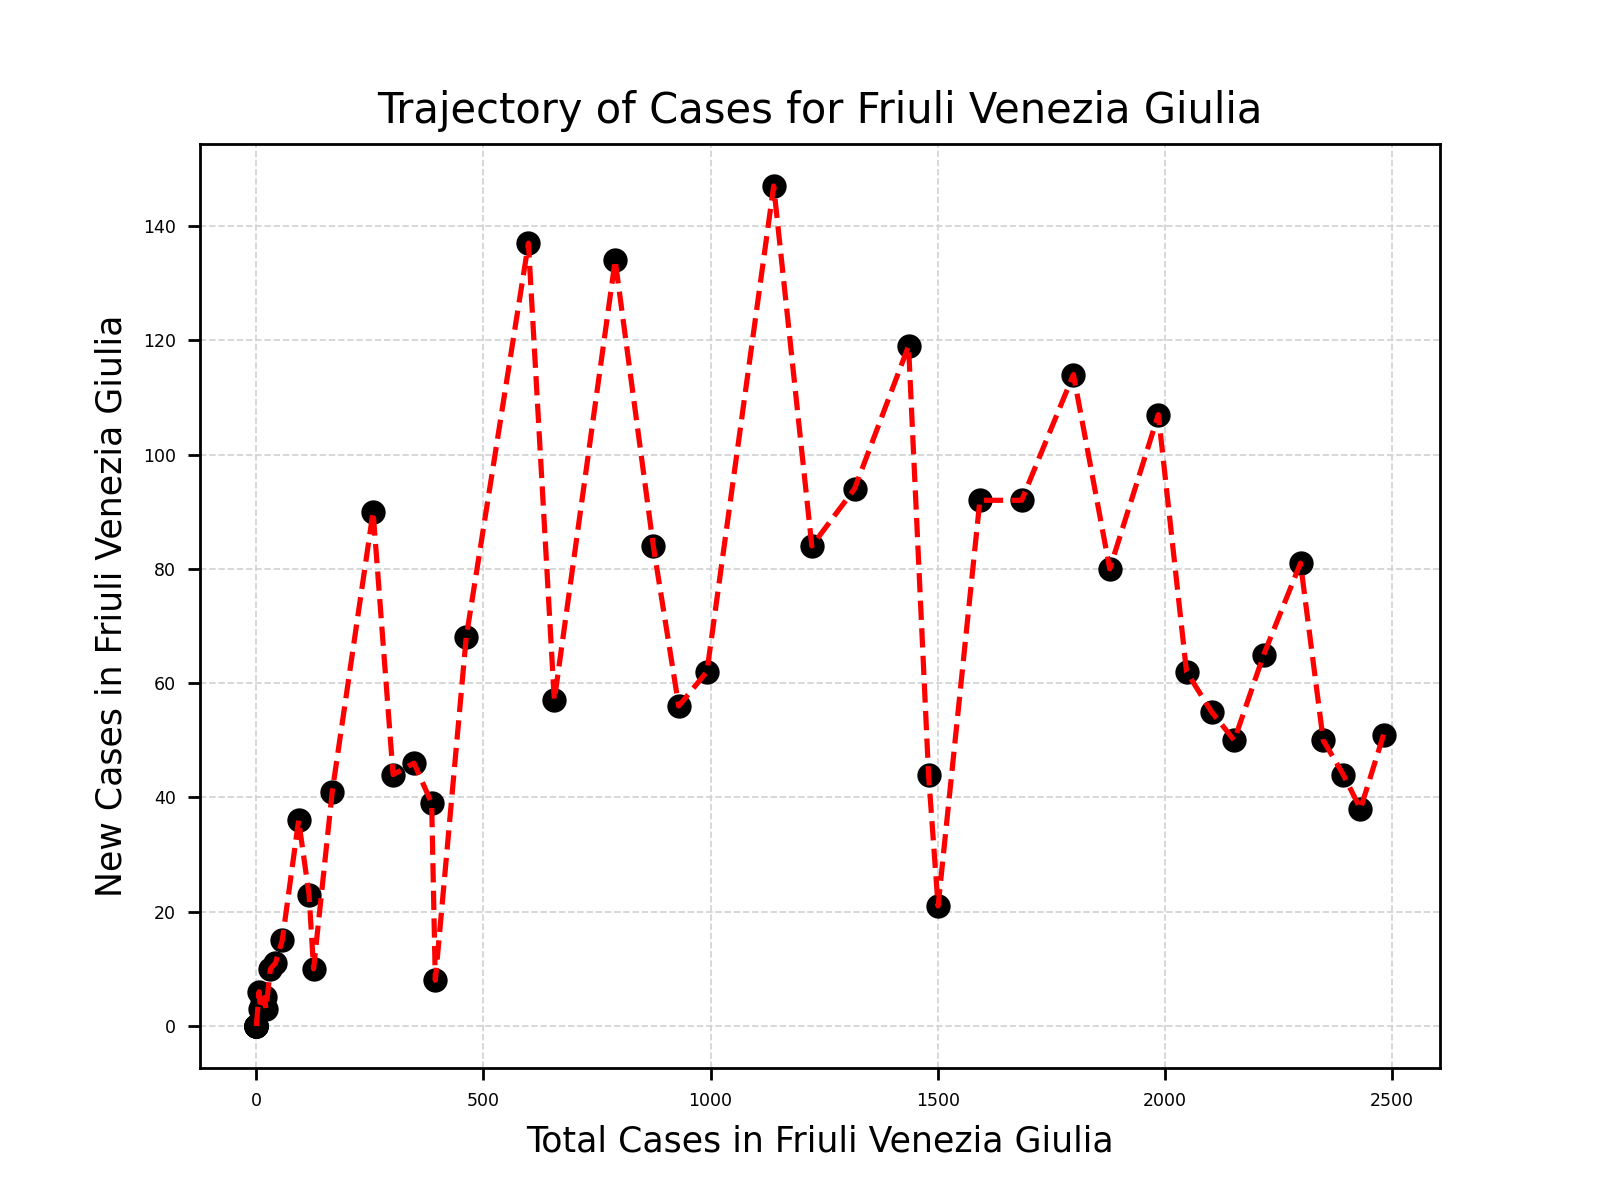 Trajectory of Cases for Friuli Venezia Giulia
New Cases in Friuli Venezia Giulia
140
120
100
80
60
40
20
0
0 500 1000 1500 2000 2500
Total Cases in Friuli Venezia Giulia